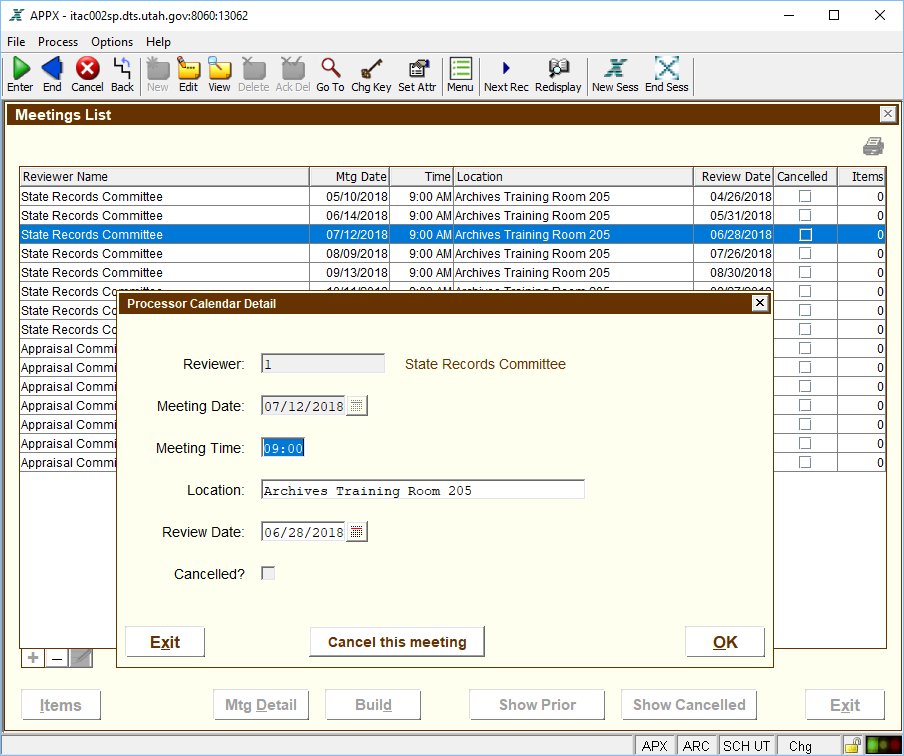 APPX - itac002sp.dts.utah.gov:8060:13062
File Process Options Help
Enter End Cancel Back New Edit View Delete Ack Del Go To Chg Key Set Attr Menu Next Rec Redisplay New Sess End Sess
Meetings List
Reviewer Name Mtg Date Time Location Review Date Cancelled Items
State Records Committee 05/10/2018 9:00 AM Archives Training Room 205 04/26/2018 0
State Records Committee 06/14/2018 9:00 AM Archives Training Room 205 05/31/2018 0
State Records Committee 07/12/2018 9:00 AM Archives Training Room 205 06/28/2018 0
State Records Committee 08/09/2018 9:00 AM Archives Training Room 205 07/26/2018 0
State Records Committee 09/13/2018 9:00 AM Archives Training Room 205 08/30/2018 0
State Records Co 0
State Records Co 0
State Records Co 0
Appraisal Commi 0
Appraisal Commi 0
Appraisal Commi 0
Appraisal Commi 0
Appraisal Commi 0
Appraisal Commi 0
Appraisal Commi 0
Processor Calendar Detail
Reviewer: 1 State Records Committee
Meeting Date: 07/12/2018
Meeting Time: 09:00
Location: Archives Training Room 205
Review Date: 06/28/2018
Cancelled?
Exit Cancel this meeting OK
Items Mtg Detail Build Show Prior Show Cancelled Exit
APPX ARC SCH UT Chg